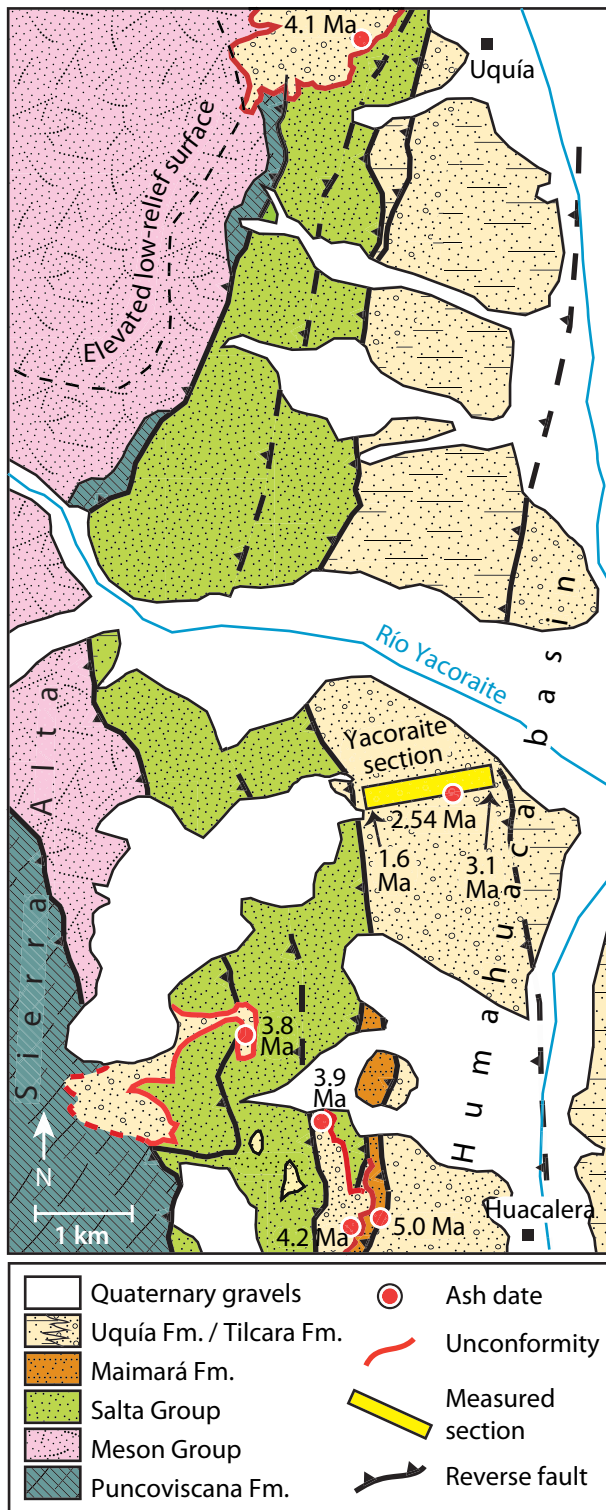 4.1 Ma
Uquía
Elevated low-relief surface
Río Yacoraite
Sierra Alta
Humahuaca basin
Yacoraite
section
2.54 Ma
1.6
Ma
3.1
Ma
3.8
Ma
3.9
Ma
N
1 km
4.2 Ma
5.0 Ma
Huacalera
Quaternary gravels
Uquía Fm. / Tilcara Fm.
Maimará Fm.
Salta Group
Meson Group
Puncoviscana Fm.
Ash date
Unconformity
Measured
section
Reverse fault